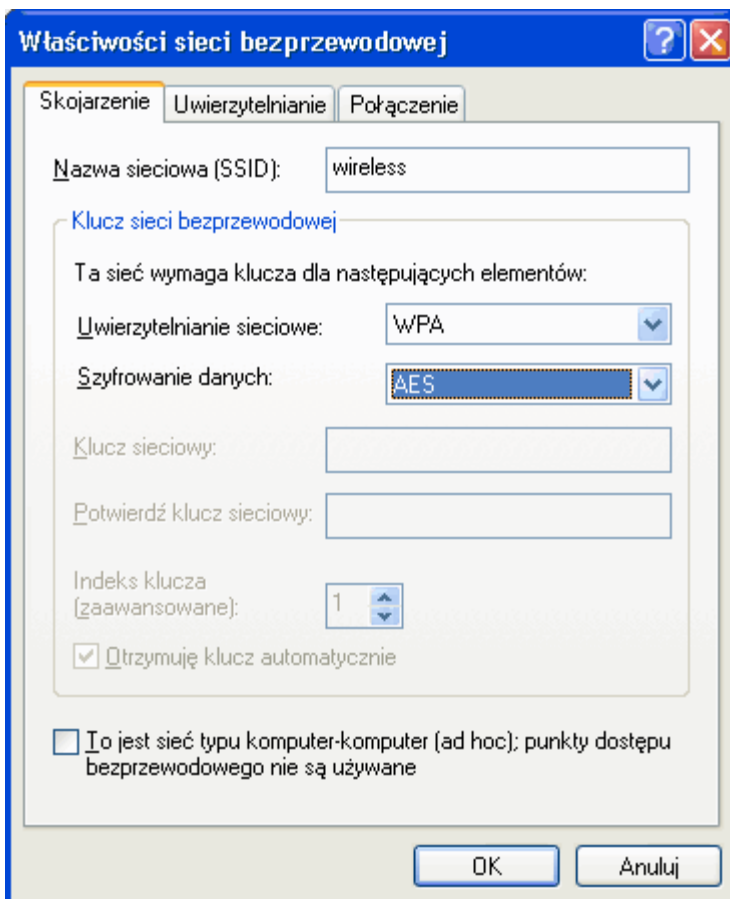 Właściwości sieci bezprzewodowej
Skojarzenie Uwierzytelnianie Połączenie
Nazwa sieciowa (SSID): wireless
Klucz sieci bezprzewodowej
Ta sieć wymaga klucza dla następujących elementów:
Uwierzytelnianie sieciowe: WPA
Szyfrowanie danych: AES
Klucz sieciowy:
Potwierdź klucz sieciowy:
Indeks klucza
(zaawansowane): 1
Otrzymuję klucz automatycznie
To jest sieć typu komputer-komputer (ad hoc); punkty dostępu
bezprzewodowego nie są używane
OK Anuluj